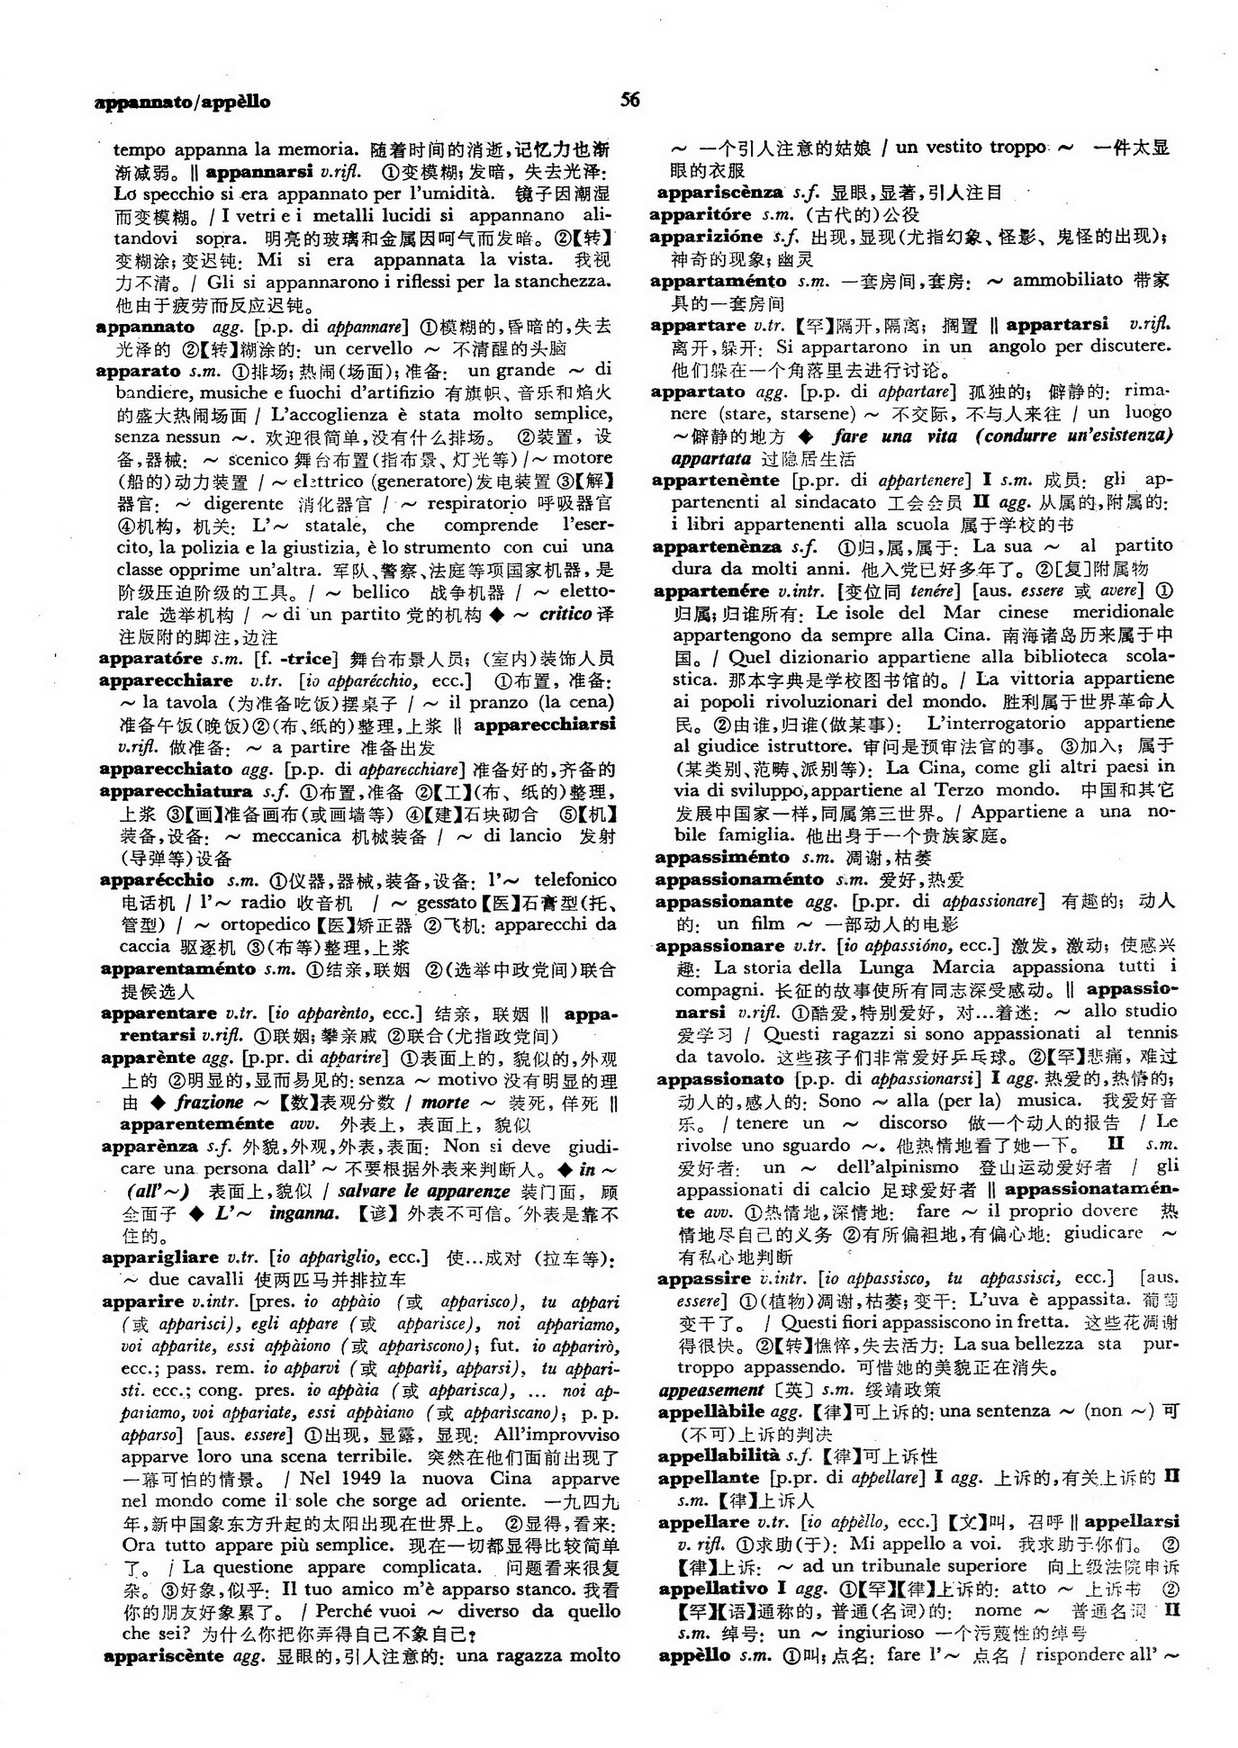 appannato/appèllo
56
tempo appanna la memoria. 随着时间的消逝,记忆力也渐
渐减弱。‖ appannarsi v.rifl. ①变模糊;发暗, 失去光泽:
Lo specchio si era appannato per l'umidità. 镜子因潮湿
而变模糊。/ I vetri e i metalli lucidi si appannano ali-
tandovi sopra. 明亮的玻璃和金属因呵气而发暗。②【转】
变糊涂;变迟钝: Mi si era appannata la vista. 我视
力不清。/ Gli si appannarono i riflessi per la stanchezza.
他由于疲劳而反应迟钝。
appannato agg. [p.p. di appannare] ①模糊的,昏暗的,失去
光泽的 ②【转】糊涂的: un cervello ~ 不清醒的头脑
apparato s.m. ①排场;热闹(场面);准备: un grande ~ di
bandiere, musiche e fuochi d'artifizio 有旗帜、音乐和焰火
的盛大热闹场面 / L'accoglienza è stata molto semplice,
senza nessun ~. 欢迎很简单,没有什么排场。 ②装置, 设
备,器械: ~ scenico 舞台布置(指布景、灯光等) /~ motore
(船的)动力装置 / ~ elettrico (generatore)发电装置 ③【解】
器官: ~ digerente 消化器官 / ~ respiratorio 呼吸器官
④机构, 机关: L'~ statale, che comprende l'eser-
cito, la polizia e la giustizia, è lo strumento con cui una
classe opprime un'altra. 军队、警察、法庭等项国家机器, 是
阶级压迫阶级的工具。/ ~ bellico 战争机器 / ~ eletto-
rale 选举机构 / ~ di un partito 党的机构 ◆ ~ critico 译
注版附的脚注,边注
apparatóre s.m. [f. -trice] 舞台布景人员; (室内)装饰人员
apparecchiare v.tr. [io apparécchio, ecc.] ①布置, 准备:
~ la tavola (为准备吃饭)摆桌子 / ~ il pranzo (la cena)
准备午饭(晚饭)②(布、纸的)整理,上浆 ‖ apparecchiarsi
v.rifl. 做准备: ~ a partire 准备出发
apparecchiato agg. [p.p. di apparecchiare] 准备好的,齐备的
apparecchiatura s.f. ①布置,准备 ②【工】(布、纸的)整理,
上浆 ③【画】准备画布(或画墙等) ④【建】石块砌合 ⑤【机】
装备,设备: ~ meccanica 机械装备 / ~ di lancio 发射
(导弹等)设备
apparécchio s.m. ①仪器,器械,装备,设备: l'~ telefonico
电话机 / l'~ radio 收音机 / ~ gessato【医】石膏型(托、
管型) / ~ ortopedico【医】矫正器 ②飞机: apparecchi da
caccia 驱逐机 ③(布等)整理,上浆
apparentaménto s.m. ①结亲,联姻 ②(选举中政党间)联合
提候选人
apparentare v.tr. [io apparènto, ecc.] 结亲, 联姻 ‖ appa-
rentarsi v.rifl. ①联姻;攀亲戚 ②联合(尤指政党间)
apparènte agg. [p.pr. di apparire] ①表面上的, 貌似的,外观
上的 ②明显的,显而易见的: senza ~ motivo 没有明显的理
由 ◆ frazione ~ 【数】表观分数 / morte ~ 装死, 佯死 ‖
apparenteménte avv. 外表上, 表面上, 貌似
apparènza s.f. 外貌,外观,外表,表面: Non si deve giudi-
care una persona dall' ~ 不要根据外表来判断人。◆ in ~
(all'~) 表面上,貌似 / salvare le apparenze 装门面, 顾
全面子 ◆ L'~ inganna. 【谚】 外表不可信。外表是靠不
住的。
apparigliare v.tr. [io apparìglio, ecc.] 使…成对 (拉车等):
~ due cavalli 使两匹马并排拉车
apparire v.intr. [pres. io appàio (或 apparisco), tu appari
(或 apparisci), egli appare (或 apparisce), noi appariamo,
voi apparite, essi appàiono (或 appariscono); fut. io apparirò,
ecc.; pass. rem. io apparvi (或 apparìi, apparsi), tu appari-
sti. ecc.; cong. pres. io appàia (或 apparisca), ... noi ap-
pariamo, voi appariate, essi appàiano (或 appariscano); p. p.
apparso] [aus. essere] ①出现, 显露, 显现: All'improvviso
apparve loro una scena terribile. 突然在他们面前出现了
一幕可怕的情景。 / Nel 1949 la nuova Cina apparve
nel mondo come il sole che sorge ad oriente. 一九四九
年,新中国象东方升起的太阳出现在世界上。 ②显得,看来:
Ora tutto appare più semplice. 现在一切都显得比较简单
了。 / La questione appare complicata. 问题看来很复
杂。③好象,似乎: Il tuo amico m'è apparso stanco. 我看
你的朋友好象累了。 / Perché vuoi ~ diverso da quello
che sei? 为什么你把你弄得自己不象自己?
appariscènte agg. 显眼的,引人注意的: una ragazza molto
~ 一个引人注意的姑娘 / un vestito troppo ~ 一件太显
眼的衣服
appariscènza s.f. 显眼,显著,引人注目
apparitóre s.m. (古代的)公役
apparizióne s.f. 出现,显现(尤指幻象、怪影、鬼怪的出现);
神奇的现象;幽灵
appartaménto s.m. 一套房间,套房: ~ ammobiliato 带家
具的一套房间
appartare v.tr. 【罕】隔开,隔离; 搁置 ‖ appartarsi v.rifl.
离开,躲开: Si appartarono in un angolo per discutere.
他们躲在一个角落里去进行讨论。
appartato agg. [p.p. di appartare] 孤独的; 僻静的: rima-
nere (stare, starsene) ~ 不交际, 不与人来往 / un luogo
~僻静的地方 ◆ fare una vita (condurre un'esistenza)
appartata 过隐居生活
appartenènte [p.pr. di appartenere] I s.m. 成员: gli ap-
partenenti al sindacato 工会会员 II agg. 从属的,附属的:
i libri appartenenti alla scuola 属于学校的书
appartenènza s.f. ①归,属,属于: La sua ~ al partito
dura da molti anni. 他入党已好多年了。②[复]附属物
appartenére v.intr. [变位同 tenére] [aus. essere 或 avere] ①
归属;归谁所有: Le isole del Mar cinese meridionale
appartengono da sempre alla Cina. 南海诸岛历来属于中
国。/ Quel dizionario appartiene alla biblioteca scola-
stica. 那本字典是学校图书馆的。/ La vittoria appartiene
ai popoli rivoluzionari del mondo. 胜利属于世界革命人
民。②由谁,归谁(做某事): L'interrogatorio appartiene
al giudice istruttore. 审问是预审法官的事。③加入; 属于
(某类别、范畴、派别等): La Cina, come gli altri paesi in
via di sviluppo, appartiene al Terzo mondo. 中国和其它
发展中国家一样,同属第三世界。/ Appartiene a una no-
bile famiglia. 他出身于一个贵族家庭。
appassiménto s.m. 凋谢,枯萎
appassionaménto s.m. 爱好,热爱
appassionante agg. [p.pr. di appassionare] 有趣的; 动人
的: un film ~ 一部动人的电影
appassionare v.tr. [io appassióno, ecc.] 激发, 激动; 使感兴
趣: La storia della Lunga Marcia appassiona tutti i
compagni. 长征的故事使所有同志深受感动。‖ appassio-
narsi v.rifl. ①酷爱,特别爱好, 对…着迷: ~ allo studio
爱学习 / Questi ragazzi si sono appassionati al tennis
da tavolo. 这些孩子们非常爱好乒乓球。②【罕】悲痛, 难过
appassionato [p.p. di appassionarsi] I agg. 热爱的,热情的;
动人的,感人的: Sono ~ alla (per la) musica. 我爱好音
乐。/ tenere un ~ discorso 做一个动人的报告 / Le
rivolse uno sguardo ~. 他热情地看了她一下。 II s.m.
爱好者: un ~ dell'alpinismo 登山运动爱好者 / gli
appassionati di calcio 足球爱好者 ‖ appassionatamén-
te avv. ①热情地,深情地: fare ~ il proprio dovere 热
情地尽自己的义务 ②有所偏袒地,有偏心地: giudicare ~
有私心地判断
appassire v.intr. [io appassisco, tu appassisci, ecc.] [aus.
essere] ①(植物)凋谢,枯萎;变干: L'uva è appassita. 葡萄
变干了。 / Questi fiori appassiscono in fretta. 这些花凋谢
得很快。②【转】憔悴,失去活力: La sua bellezza sta pur-
troppo appassendo. 可惜她的美貌正在消失。
appeasement 〔英〕 s.m. 绥靖政策
appellàbile agg. 【律】可上诉的: una sentenza ~ (non ~) 可
(不可)上诉的判决
appellabilità s.f. 【律】可上诉性
appellante [p.pr. di appellare] I agg. 上诉的,有关上诉的 II
s.m. 【律】上诉人
appellare v.tr. [io appèllo, ecc.]【文】叫, 召呼 ‖ appellarsi
v. rifl. ①求助(于): Mi appello a voi. 我求助于你们。 ②
【律】上诉: ~ ad un tribunale superiore 向上级法院申诉
appellativo I agg. ①【罕】【律】上诉的: atto ~ 上诉书 ②
【罕】【语】通称的, 普通(名词)的: nome ~ 普通名词 II
s.m. 绰号: un ~ ingiurioso 一个污蔑性的绰号
appèllo s.m. ①叫;点名: fare l'~ 点名 / rispondere all' ~